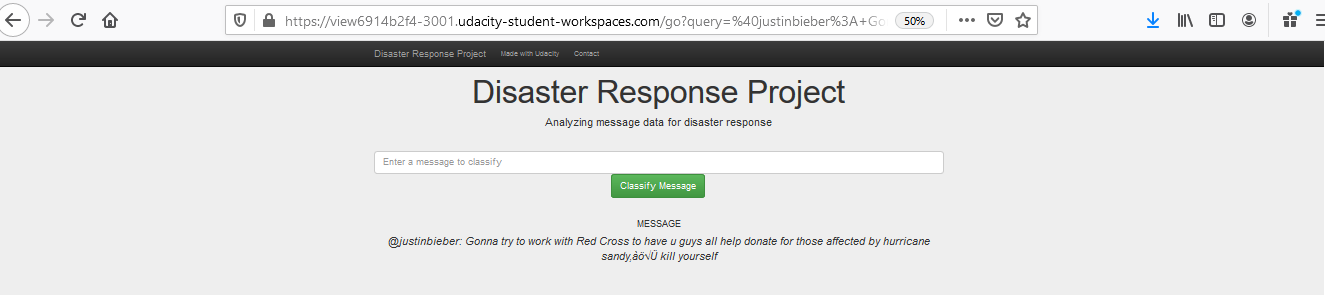 https://view6914b2f4-3001.udacity-student-workspaces.com/go?query=%40justinbieber%3A+Go
50%
Disaster Response Project Made with Udacity Contact
Disaster Response Project
Analyzing message data for disaster response
Enter a message to classify
Classify Message
MESSAGE
@justinbieber: Gonna try to work with Red Cross to have u guys all help donate for those affected by hurricane
sandy‚àö√Ü kill yourself